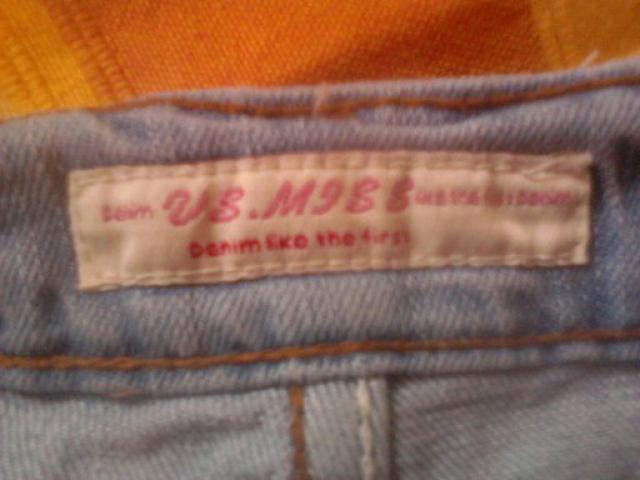 Denim US.MISS
Denim like the first